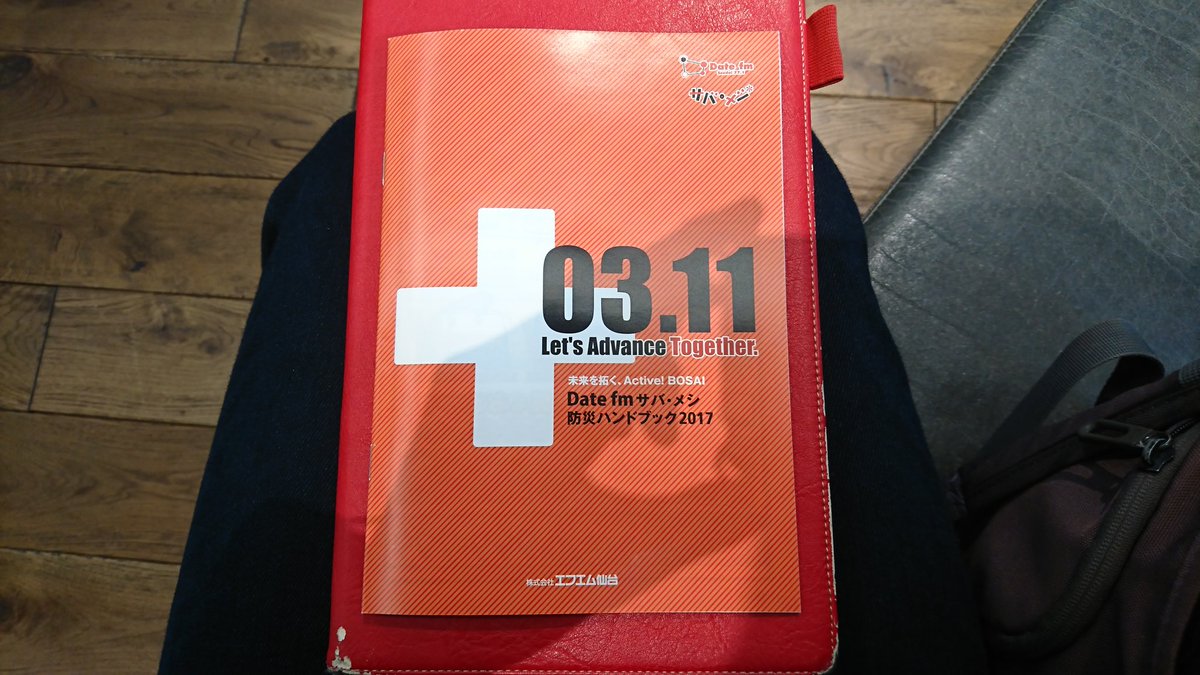 Date fm
サバ・メシ
03.11
Let's Advance Together.
未来を拓く、Active! BOSAI
Date fm サバ・メシ
防災ハンドブック2017
株式会社エフエム仙台